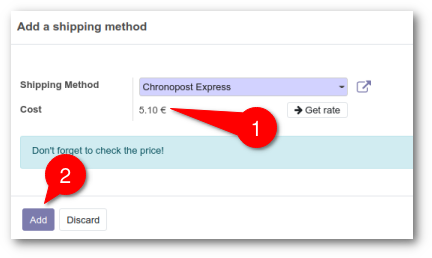 Add a shipping method
Shipping Method Chronopost Express
Cost 5.10 € Get rate
1
Don't forget to check the price!
2
Add Discard